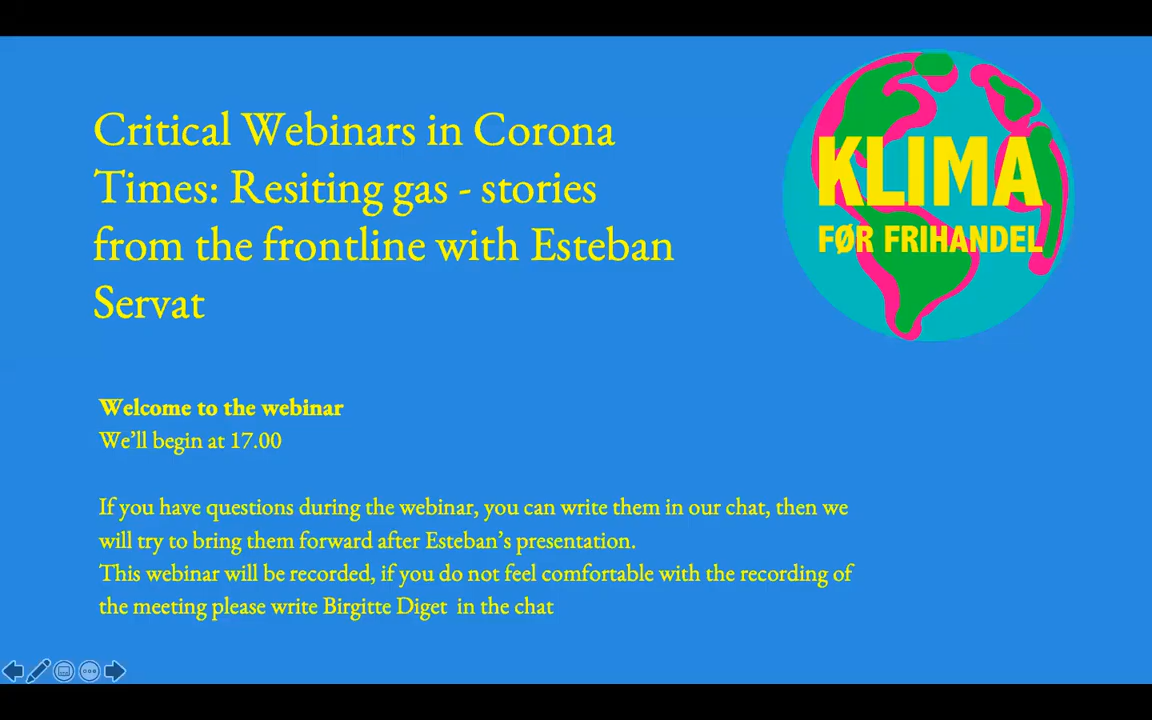 Critical Webinars in Corona
Times: Resiting gas - stories
from the frontline with Esteban
Servat
KLIMA
FØR FRIHANDEL
Welcome to the webinar
We'll begin at 17.00
If you have questions during the webinar, you can write them in our chat, then we
will try to bring them forward after Esteban's presentation.
This webinar will be recorded, if you do not feel comfortable with the recording of
the meeting please write Birgitte Diget in the chat